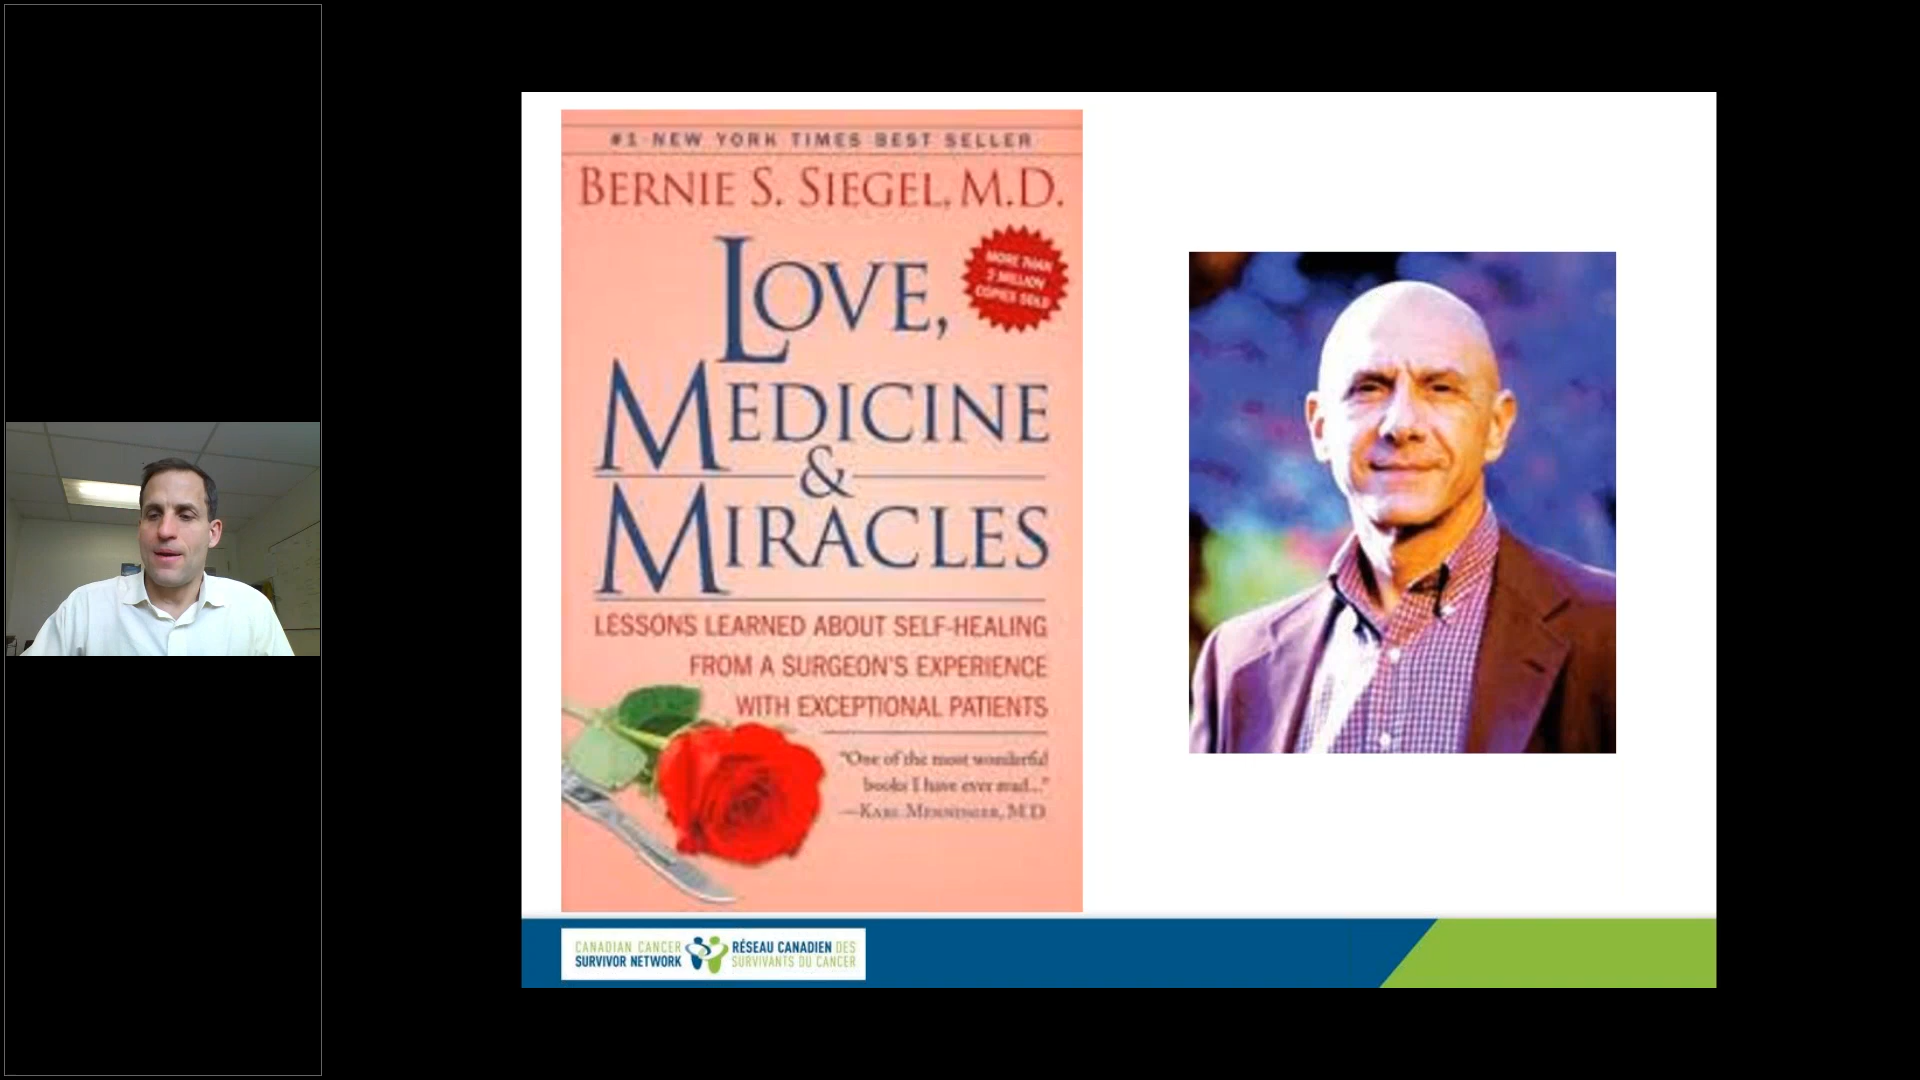 #1 NEW YORK TIMES BEST SELLER
BERNIE S. SIEGEL, M.D.
MORE THAN
2 MILLION
COPIES SOLD
LOVE,
MEDICINE
&
MIRACLES
LESSONS LEARNED ABOUT SELF-HEALING
FROM A SURGEON'S EXPERIENCE
WITH EXCEPTIONAL PATIENTS
"One of the most wonderful
books I have ever read..."
—KARL MENNINGER, M.D
CANADIAN CANCER
SURVIVOR NETWORK
RÉSEAU CANADIEN DES
SURVIVANTS DU CANCER